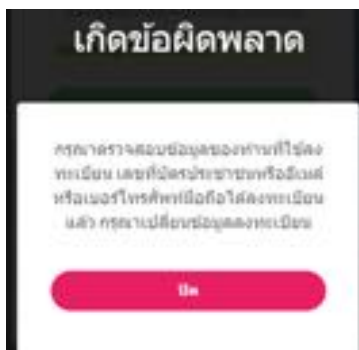 เกิดข้อผิดพลาด
กรุณาตรวจสอบข้อมูลของท่านที่ใช้ลง
ทะเบียน เลขที่บัตรประชาชนหรืออีเมล์
หรือเบอร์โทรศัพท์มือถือได้ลงทะเบียน
แล้ว กรุณาเปลี่ยนข้อมูลลงทะเบียน
ปิด